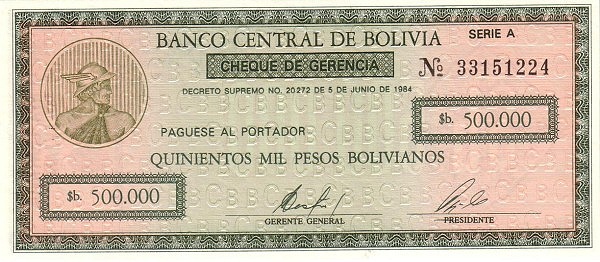 BANCO CENTRAL DE BOLIVIA
SERIE A
CHEQUE DE GERENCIA
No 33151224
DECRETO SUPREMO NO. 20272 DE 5 DE JUNIO DE 1984
$b. 500.000
PAGUESE AL PORTADOR
QUINIENTOS MIL PESOS BOLIVIANOS
$b. 500.000
GERENTE GENERAL
PRESIDENTE